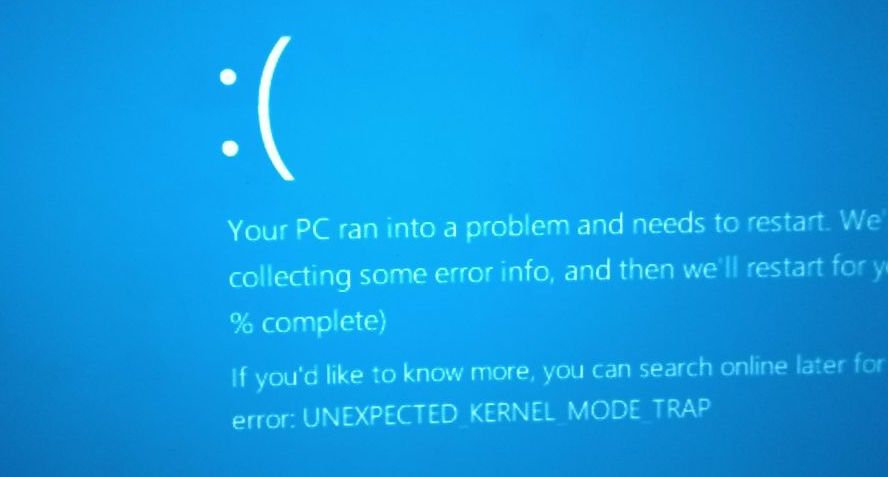 :(
Your PC ran into a problem and needs to restart. We'
collecting some error info, and then we'll restart for y
% complete)
If you'd like to know more, you can search online later for
error: UNEXPECTED_KERNEL_MODE_TRAP